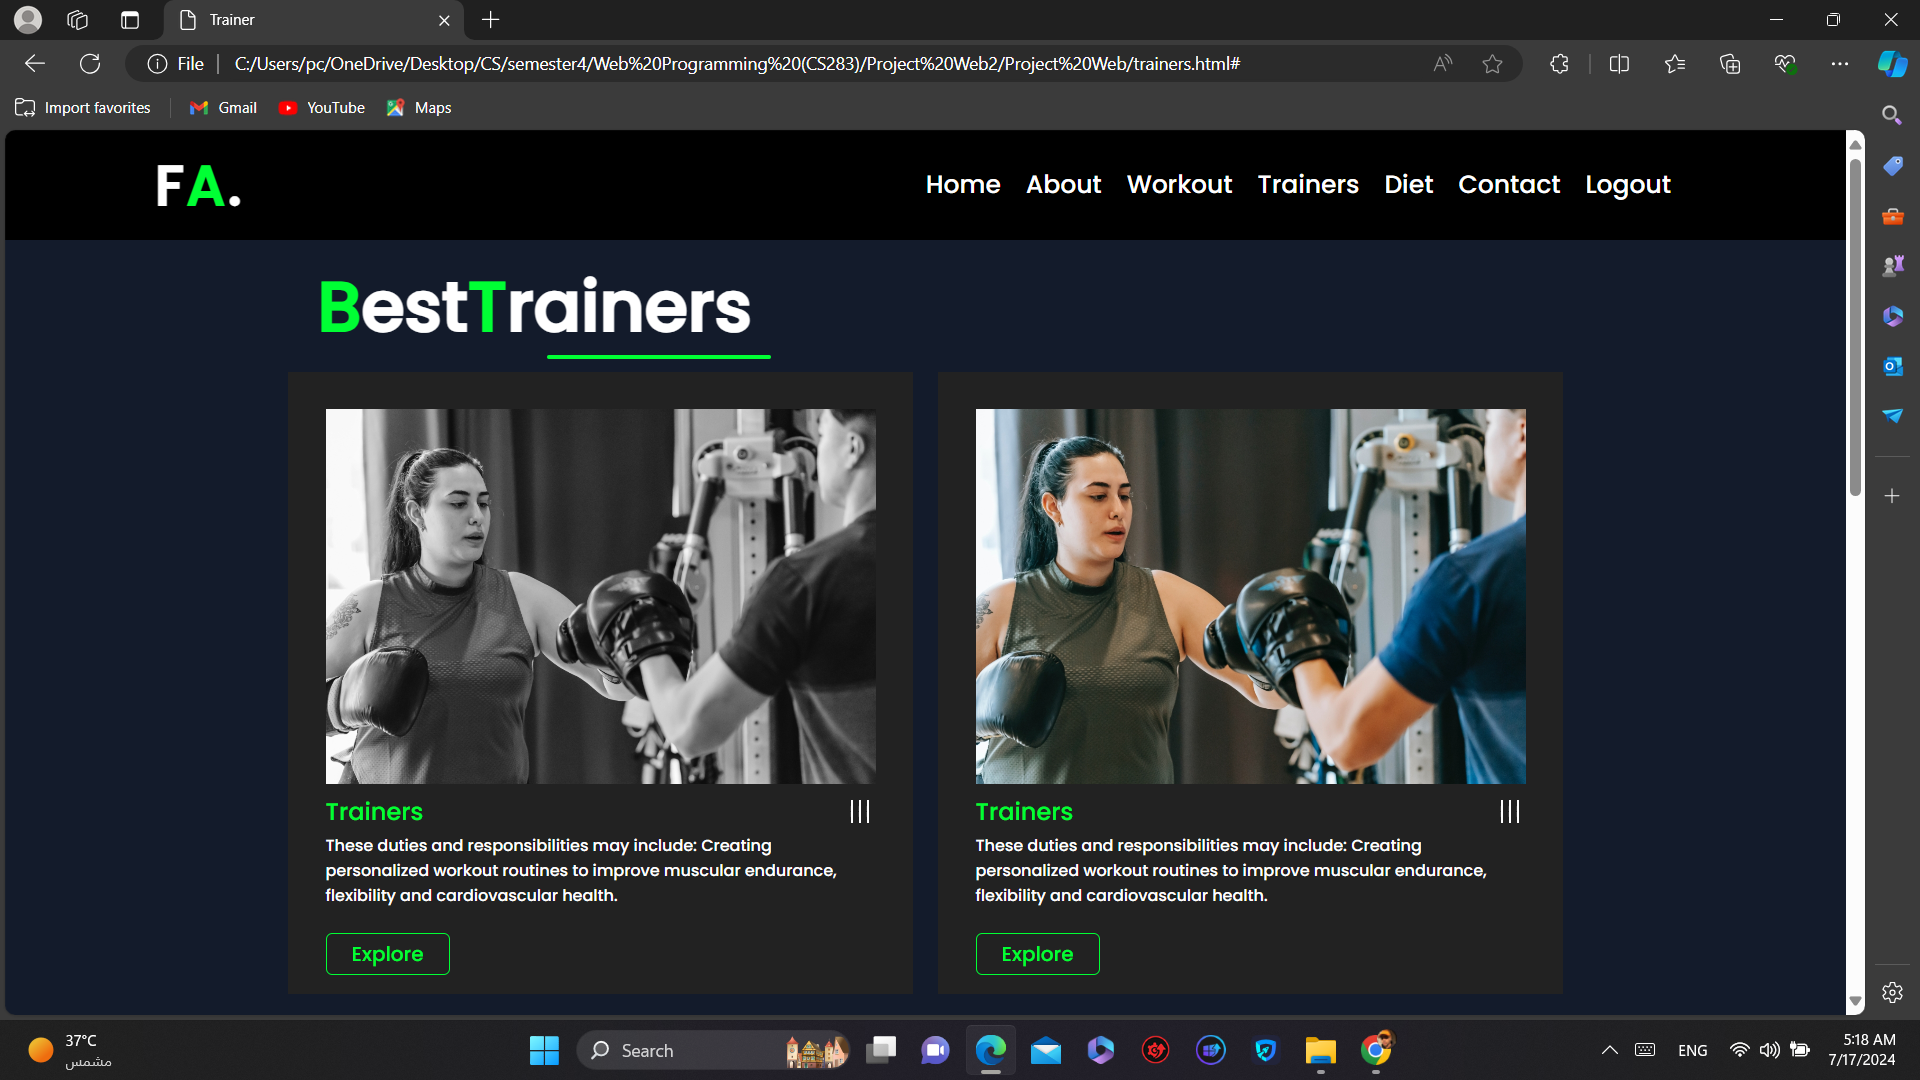 Trainer
File
C:/Users/pc/OneDrive/Desktop/CS/semester4/Web%20Programming%20(CS283)/Project%20Web2/Project%20Web/trainers.html#
Import favorites
Gmail
YouTube
Maps
FA.
Home About Workout Trainers Diet Contact Logout
BestTrainers
Trainers
These duties and responsibilities may include: Creating
personalized workout routines to improve muscular endurance,
flexibility and cardiovascular health.
Explore
Trainers
These duties and responsibilities may include: Creating
personalized workout routines to improve muscular endurance,
flexibility and cardiovascular health.
Explore
37°C
مشمس
Search
ENG
5:18 AM
7/17/2024